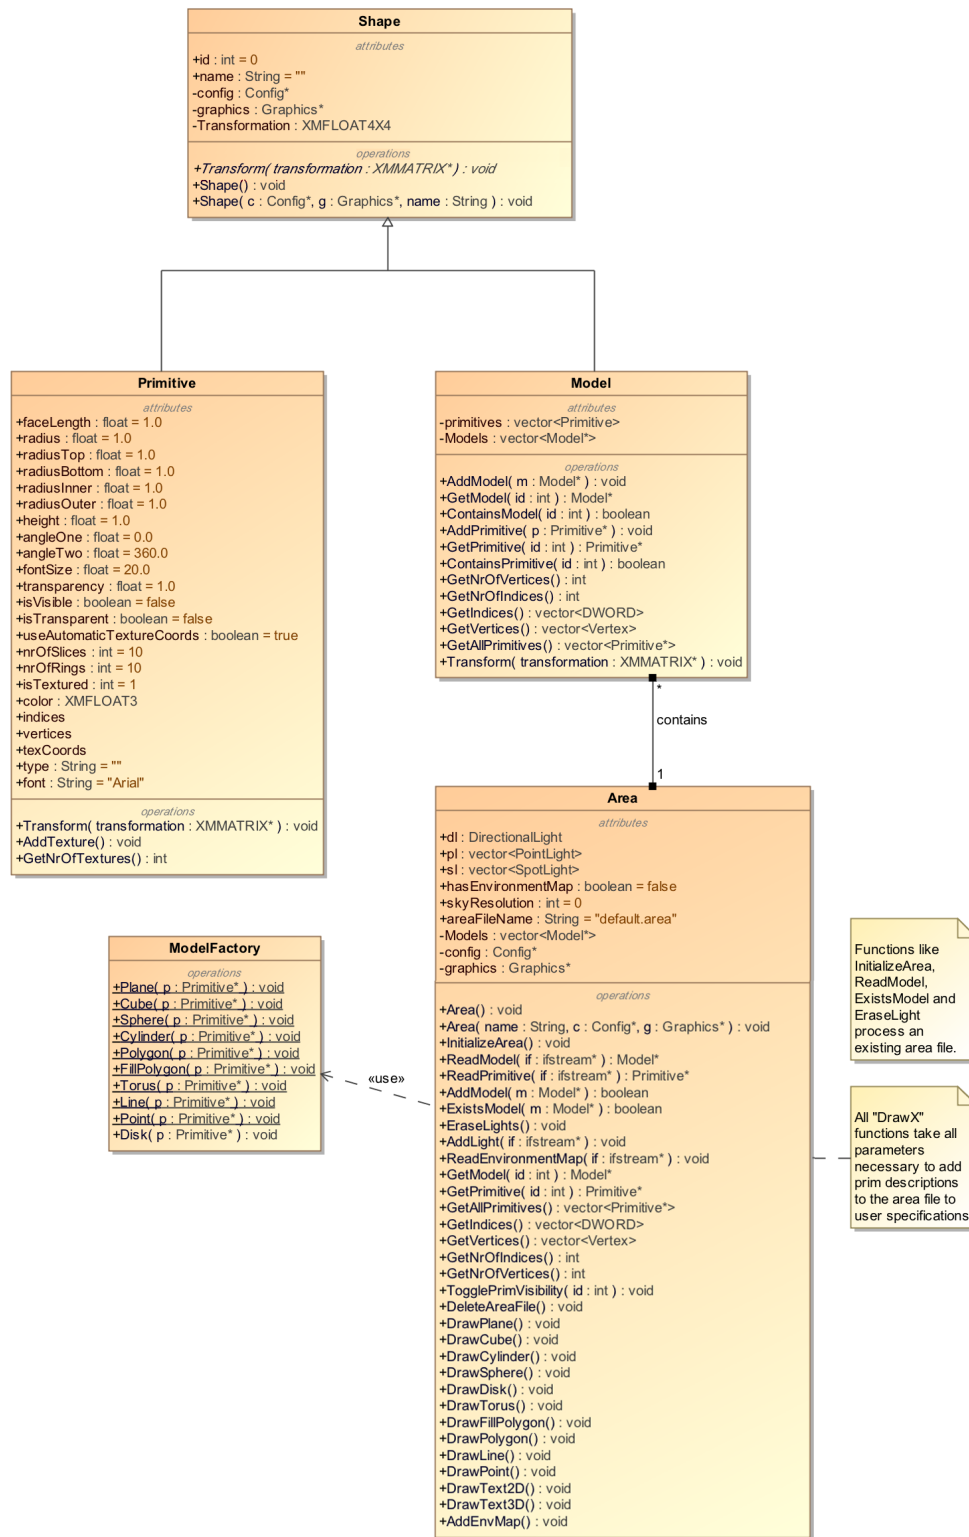 Shape
attributes
+id : int = 0
+name : String = ""
-config : Config*
-graphics : Graphics*
-Transformation : XMFLOAT4X4
operations
+Transform( transformation : XMMATRIX* ) : void
+Shape() : void
+Shape( c : Config*, g : Graphics*, name : String ) : void
Primitive
attributes
+faceLength : float = 1.0
+radius : float = 1.0
+radiusTop : float = 1.0
+radiusBottom : float = 1.0
+radiusInner : float = 1.0
+radiusOuter : float = 1.0
+height : float = 1.0
+angleOne : float = 0.0
+angleTwo : float = 360.0
+fontSize : float = 20.0
+transparency : float = 1.0
+isVisible : boolean = false
+isTransparent : boolean = false
+useAutomaticTextureCoords : boolean = true
+nrOfSlices : int = 10
+nrOfRings : int = 10
+isTextured : int = 1
+color : XMFLOAT3
+indices
+vertices
+texCoords
+type : String = ""
+font : String = "Arial"
operations
+Transform( transformation : XMMATRIX* ) : void
+AddTexture() : void
+GetNrOfTextures() : int
Model
attributes
-primitives : vector<Primitive>
-Models : vector<Model*>
operations
+AddModel( m : Model* ) : void
+GetModel( id : int ) : Model*
+ContainsModel( id : int ) : boolean
+AddPrimitive( p : Primitive* ) : void
+GetPrimitive( id : int ) : Primitive*
+ContainsPrimitive( id : int ) : boolean
+GetNrOfVertices() : int
+GetNrOfIndices() : int
+GetIndices() : vector<DWORD>
+GetVertices() : vector<Vertex>
+GetAllPrimitives() : vector<Primitive*>
+Transform( transformation : XMMATRIX* ) : void
*
contains
1
Area
attributes
+dl : DirectionalLight
+pl : vector<PointLight>
+sl : vector<SpotLight>
+hasEnvironmentMap : boolean = false
+skyResolution : int = 0
+areaFileName : String = "default.area"
-Models : vector<Model*>
-config : Config*
-graphics : Graphics*
operations
+Area() : void
+Area( name : String, c : Config*, g : Graphics* ) : void
+InitializeArea() : void
+ReadModel( if : ifstream* ) : Model*
+ReadPrimitive( if : ifstream* ) : Primitive*
+AddModel( m : Model* ) : boolean
+ExistsModel( m : Model* ) : boolean
+EraseLights() : void
+AddLight( if : ifstream* ) : void
+ReadEnvironmentMap( if : ifstream* ) : void
+GetModel( id : int ) : Model*
+GetPrimitive( id : int ) : Primitive*
+GetAllPrimitives() : vector<Primitive*>
+GetIndices() : vector<DWORD>
+GetVertices() : vector<Vertex>
+GetNrOfIndices() : int
+GetNrOfVertices() : int
+TogglePrimVisibility( id : int ) : void
+DeleteAreaFile() : void
+DrawPlane() : void
+DrawCube() : void
+DrawCylinder() : void
+DrawSphere() : void
+DrawDisk() : void
+DrawTorus() : void
+DrawFillPolygon() : void
+DrawPolygon() : void
+DrawLine() : void
+DrawPoint() : void
+DrawText2D() : void
+DrawText3D() : void
+AddEnvMap() : void
ModelFactory
operations
+Plane( p : Primitive* ) : void
+Cube( p : Primitive* ) : void
+Sphere( p : Primitive* ) : void
+Cylinder( p : Primitive* ) : void
+Polygon( p : Primitive* ) : void
+FillPolygon( p : Primitive* ) : void
+Torus( p : Primitive* ) : void
+Line( p : Primitive* ) : void
+Point( p : Primitive* ) : void
+Disk( p : Primitive* ) : void
«use»
Functions like
InitializeArea,
ReadModel,
ExistsModel and
EraseLight
process an
existing area file.
All "DrawX"
functions take all
parameters
necessary to add
prim descriptions
to the area file to
user specifications